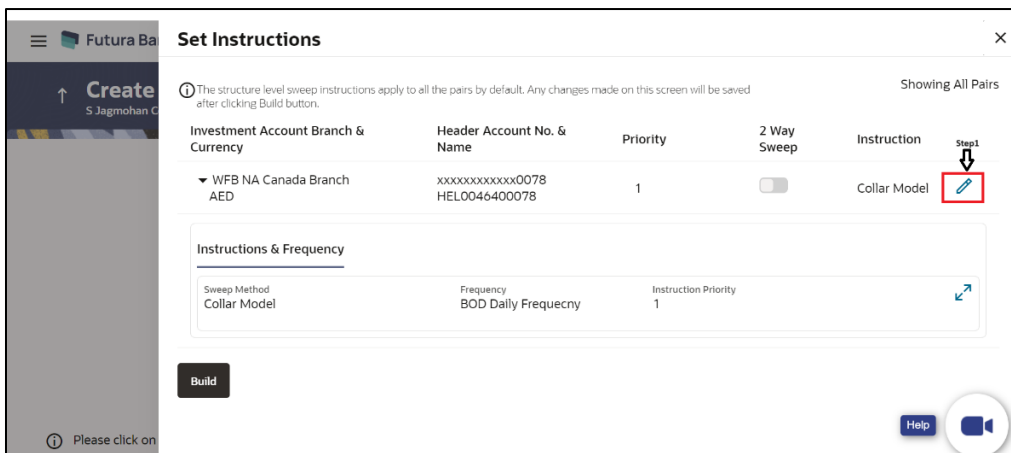 Futura Ba
Set Instructions
Create
S Jagmohan C
The structure level sweep instructions apply to all the pairs by default. Any changes made on this screen will be saved
after clicking Build button.
Showing All Pairs
Investment Account Branch &
Currency
Header Account No. &
Name
Priority
2 Way
Sweep
Instruction
Step1
WFB NA Canada Branch
AED
xxxxxxxxxxxx0078
HEL0046400078
1
Collar Model
Instructions & Frequency
Sweep Method
Collar Model
Frequency
BOD Daily Frequecny
Instruction Priority
1
Build
Help
Please click on